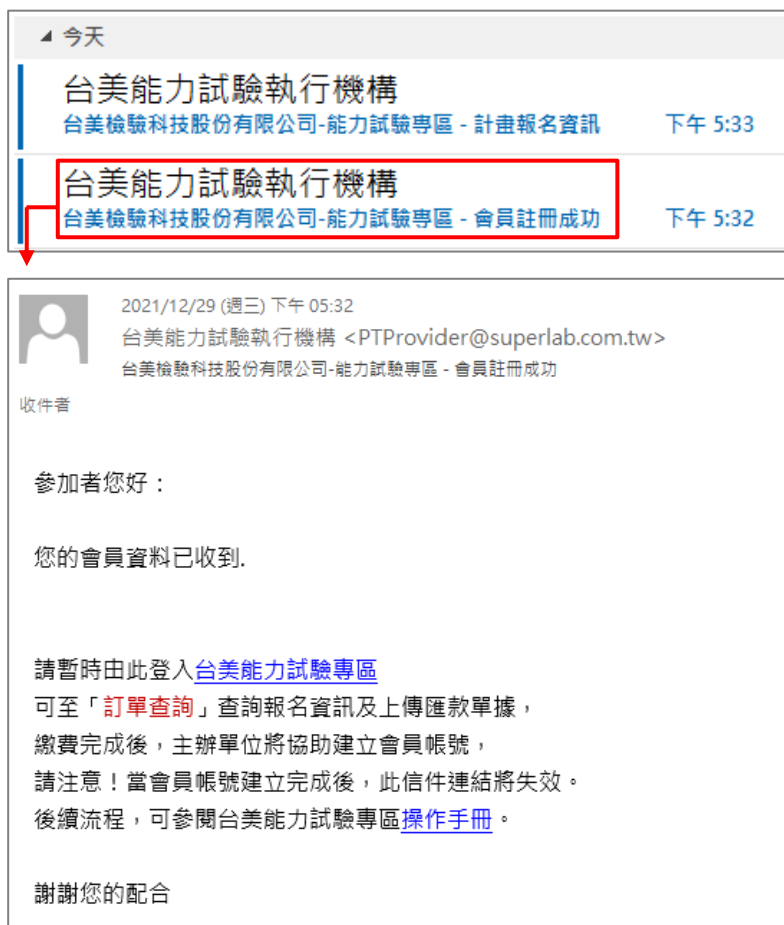 今天
台美能力試驗執行機構
台美檢驗科技股份有限公司-能力試驗專區 - 計畫報名資訊 下午 5:33
台美能力試驗執行機構
台美檢驗科技股份有限公司-能力試驗專區 - 會員註冊成功 下午 5:32
2021/12/29 (週三) 下午 05:32
台美能力試驗執行機構 <PTProvider@superlab.com.tw>
台美檢驗科技股份有限公司-能力試驗專區 - 會員註冊成功
收件者
參加者您好：
您的會員資料已收到.
請暫時由此登入台美能力試驗專區
可至「訂單查詢」查詢報名資訊及上傳匯款單據，
繳費完成後，主辦單位將協助建立會員帳號，
請注意！當會員帳號建立完成後，此信件連結將失效。
後續流程，可參閱台美能力試驗專區操作手冊。
謝謝您的配合